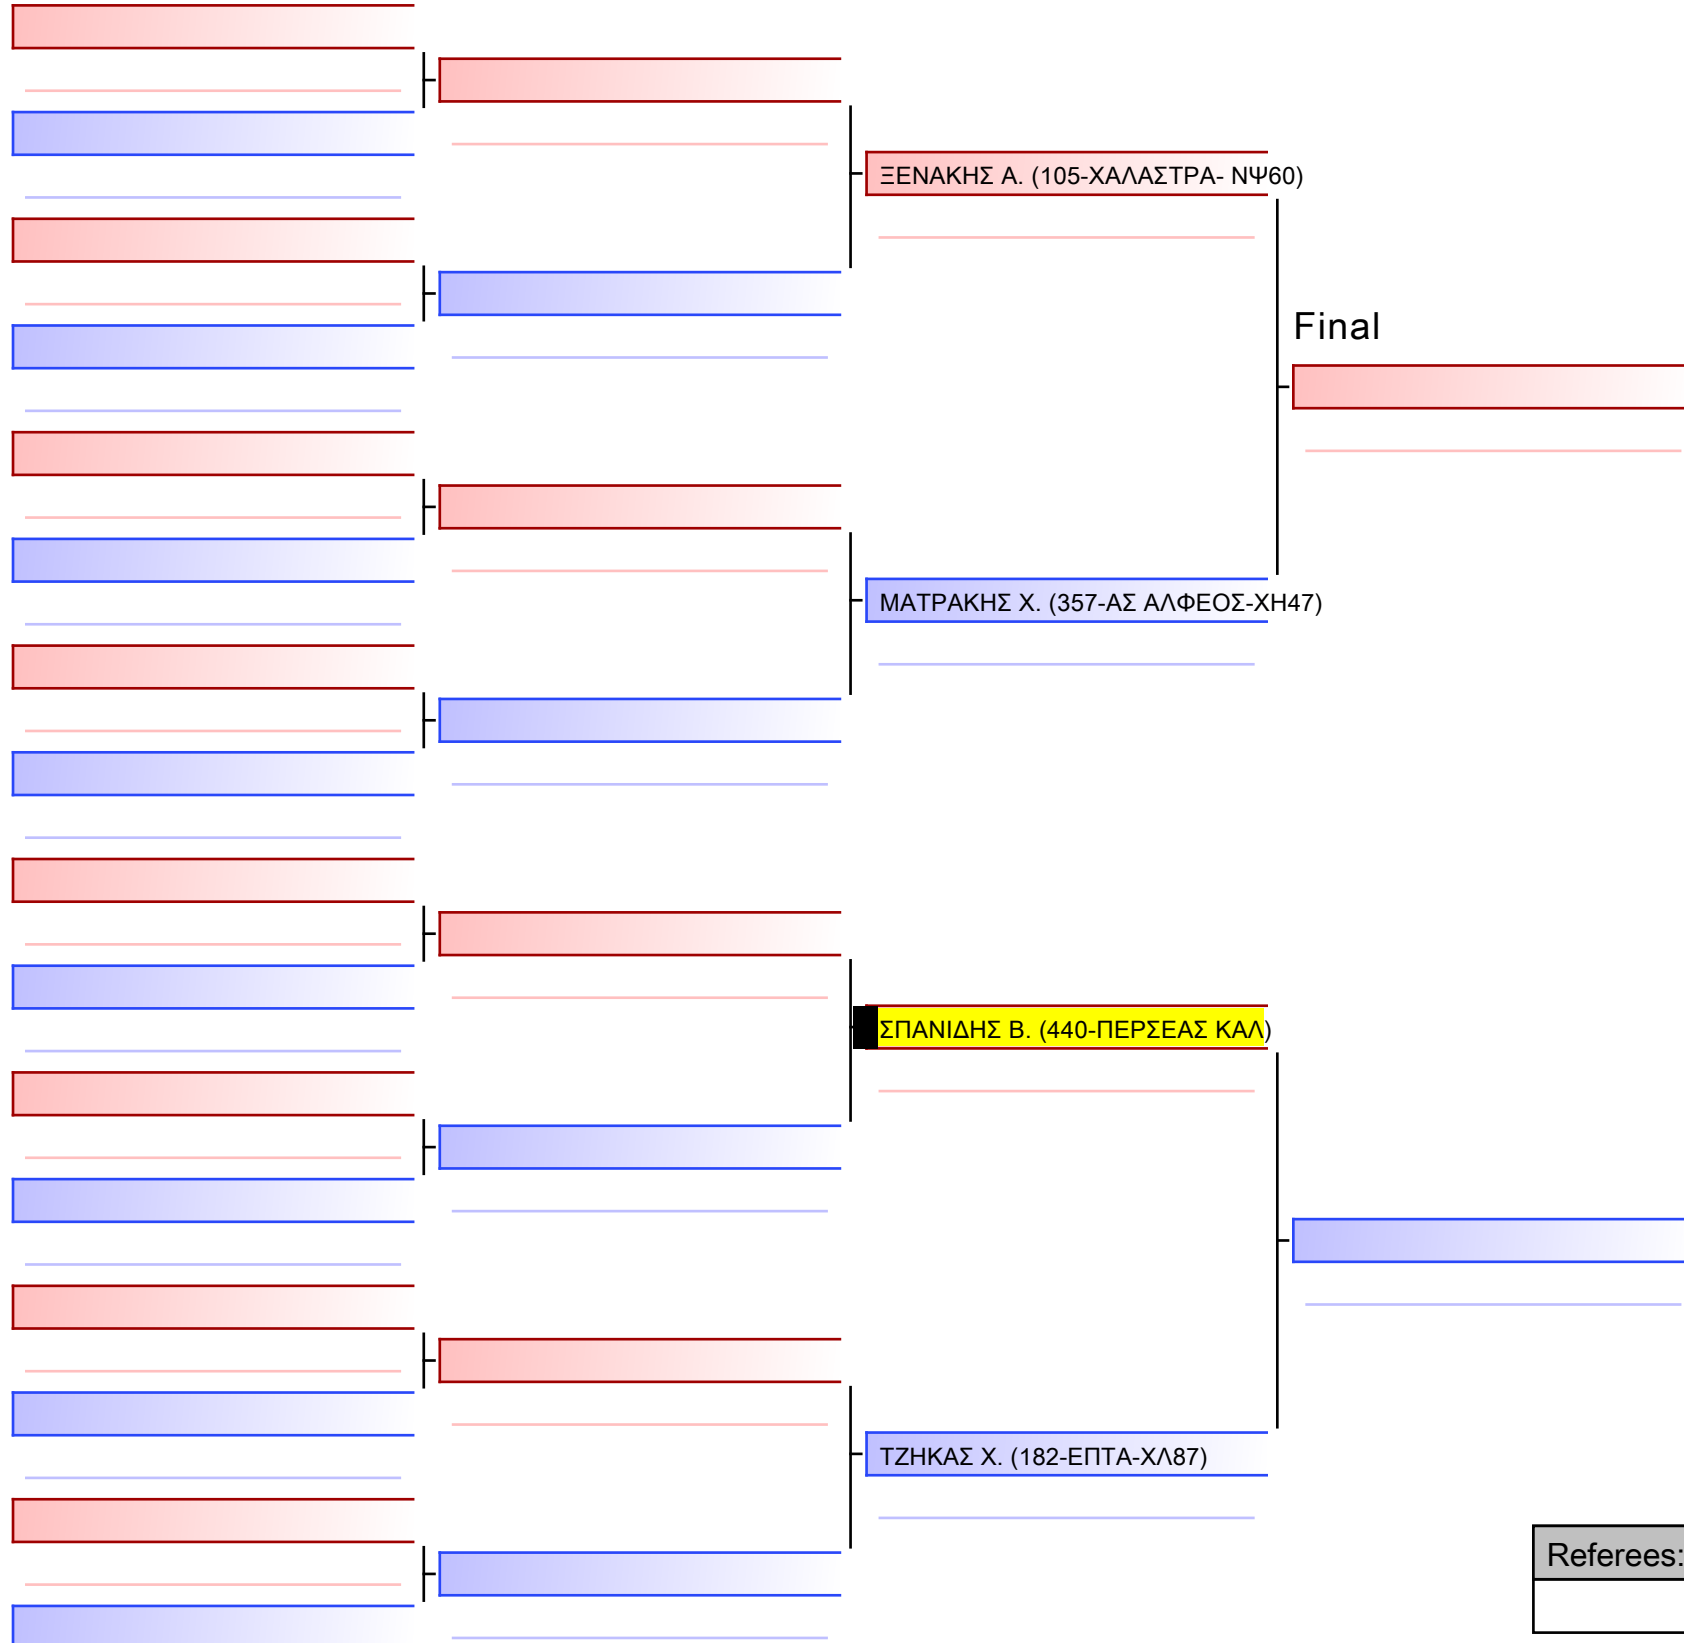 ΞΕΝΑΚΗΣ Α. (105-ΧΑΛΑΣΤΡΑ- ΝΨ60)
Final
ΜΑΤΡΑΚΗΣ Χ. (357-ΑΣ ΑΛΦΕΟΣ-ΧΗ47)
ΣΠΑΝΙΔΗΣ Β. (440-ΠΕΡΣΕΑΣ ΚΑΛ)
ΤΖΗΚΑΣ Χ. (182-ΕΠΤΑ-ΧΛ87)
Referees: